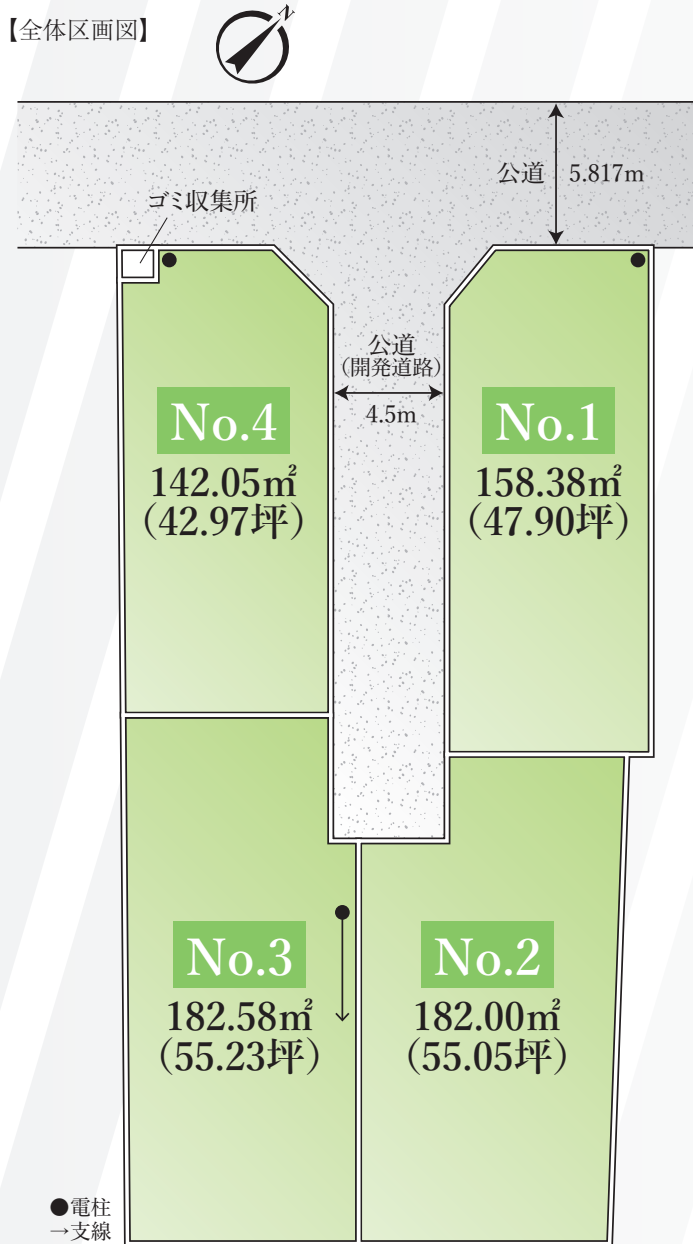 【全体区画図】
N
公道 5.817m
ゴミ収集所
公道
(開発道路)
4.5m
No.4
142.05㎡
(42.97坪)
No.1
158.38㎡
(47.90坪)
No.3
182.58㎡
(55.23坪)
No.2
182.00㎡
(55.05坪)
●電柱
→支線